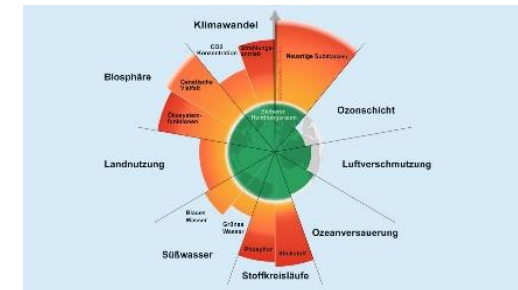 Klimawandel
CO2
Konzentration
Strahlungs-
antrieb
Neuartige Substanzen
Biosphäre
Genetische
Vielfalt
Ökosystem-
funktionen
Sicherer
Handlungsraum
Ozonschicht
Landnutzung
Luftverschmutzung
Blaues
Wasser
Grünes
Wasser
Ozeanversauerung
Süßwasser
Phosphor
Stickstoff
Stoffkreisläufe